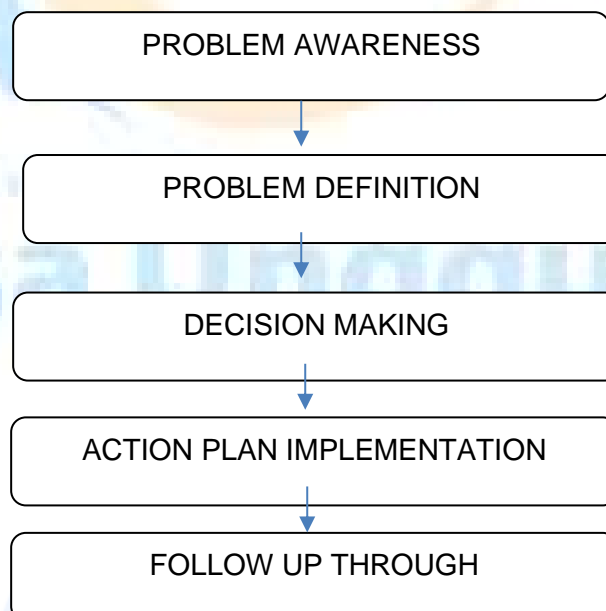 PROBLEM AWARENESS
PROBLEM DEFINITION
DECISION MAKING
ACTION PLAN IMPLEMENTATION
FOLLOW UP THROUGH